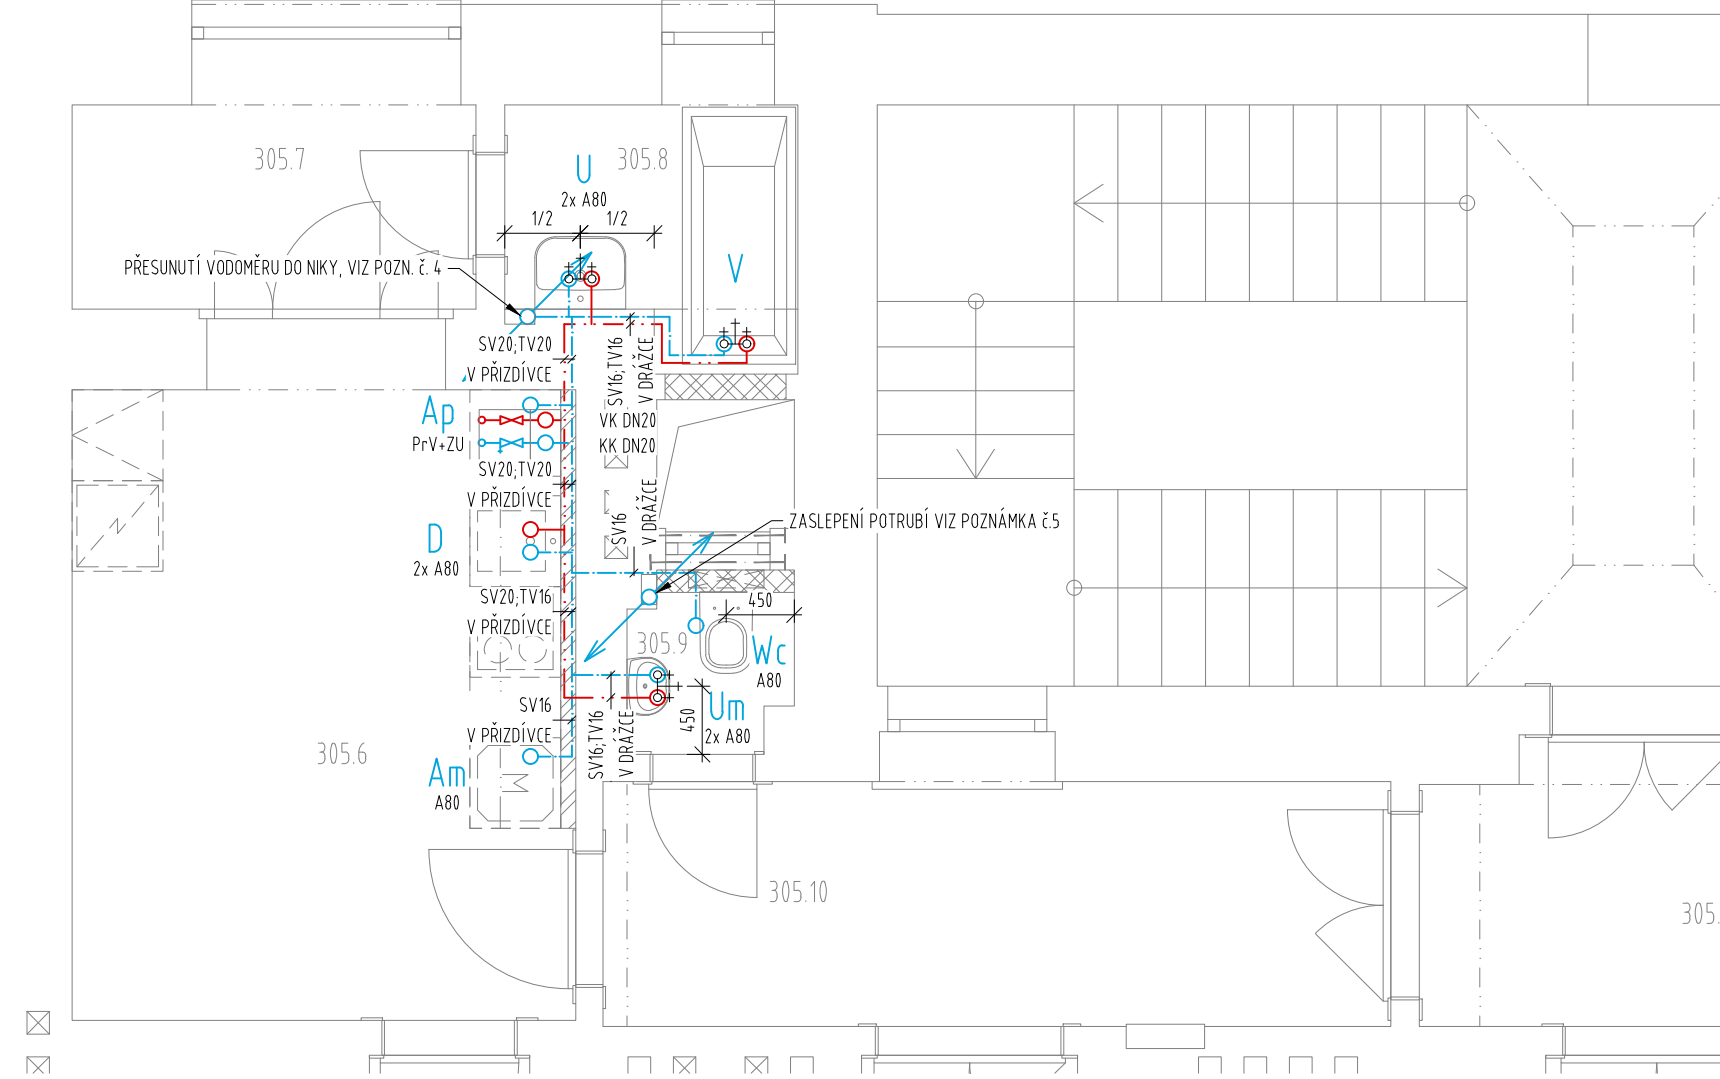 305.7
305.8
U
2x A80
1/2
1/2
PŘESUNUTÍ VODOMĚRU DO NIKY, VIZ POZN. č. 4
V
SV20;TV20
V PŘIZDÍVCE
SV16;TV16
V DRÁŽCE
Ap
PrV+ZU
VK DN20
KK DN20
SV20;TV20
V PŘIZDÍVCE
SV16
V DRÁŽCE
ZASLEPENÍ POTRUBÍ VIZ POZNÁMKA č.5
D
2x A80
SV20;TV16
V PŘIZDÍVCE
450
305.9
Wc
A80
Um
2x A80
450
SV16
V PŘIZDÍVCE
SV16;TV16
V DRÁŽCE
305.6
Am
A80
M
305.10
305.